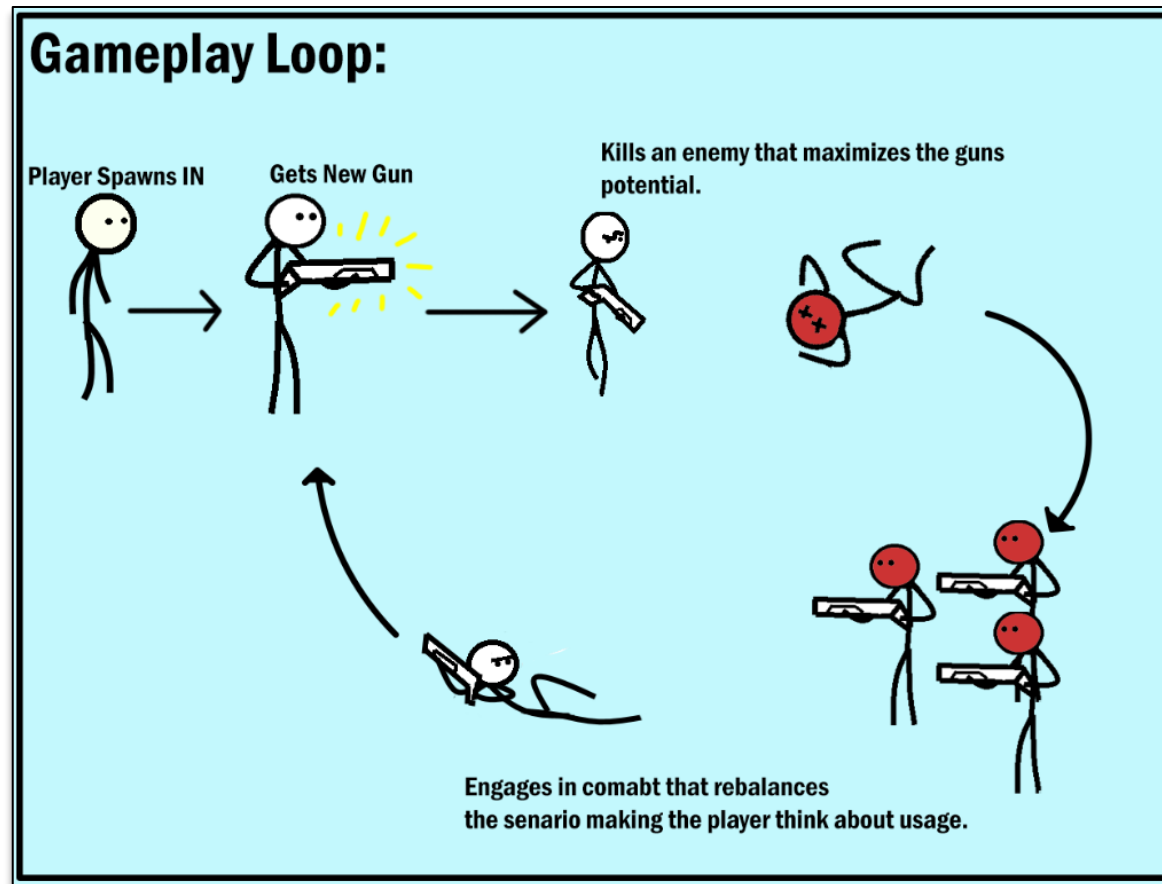 Gameplay Loop:
Player Spawns IN
Gets New Gun
Kills an enemy that maximizes the guns
potential.
Engages in comabt that rebalances
the senario making the player think about usage.